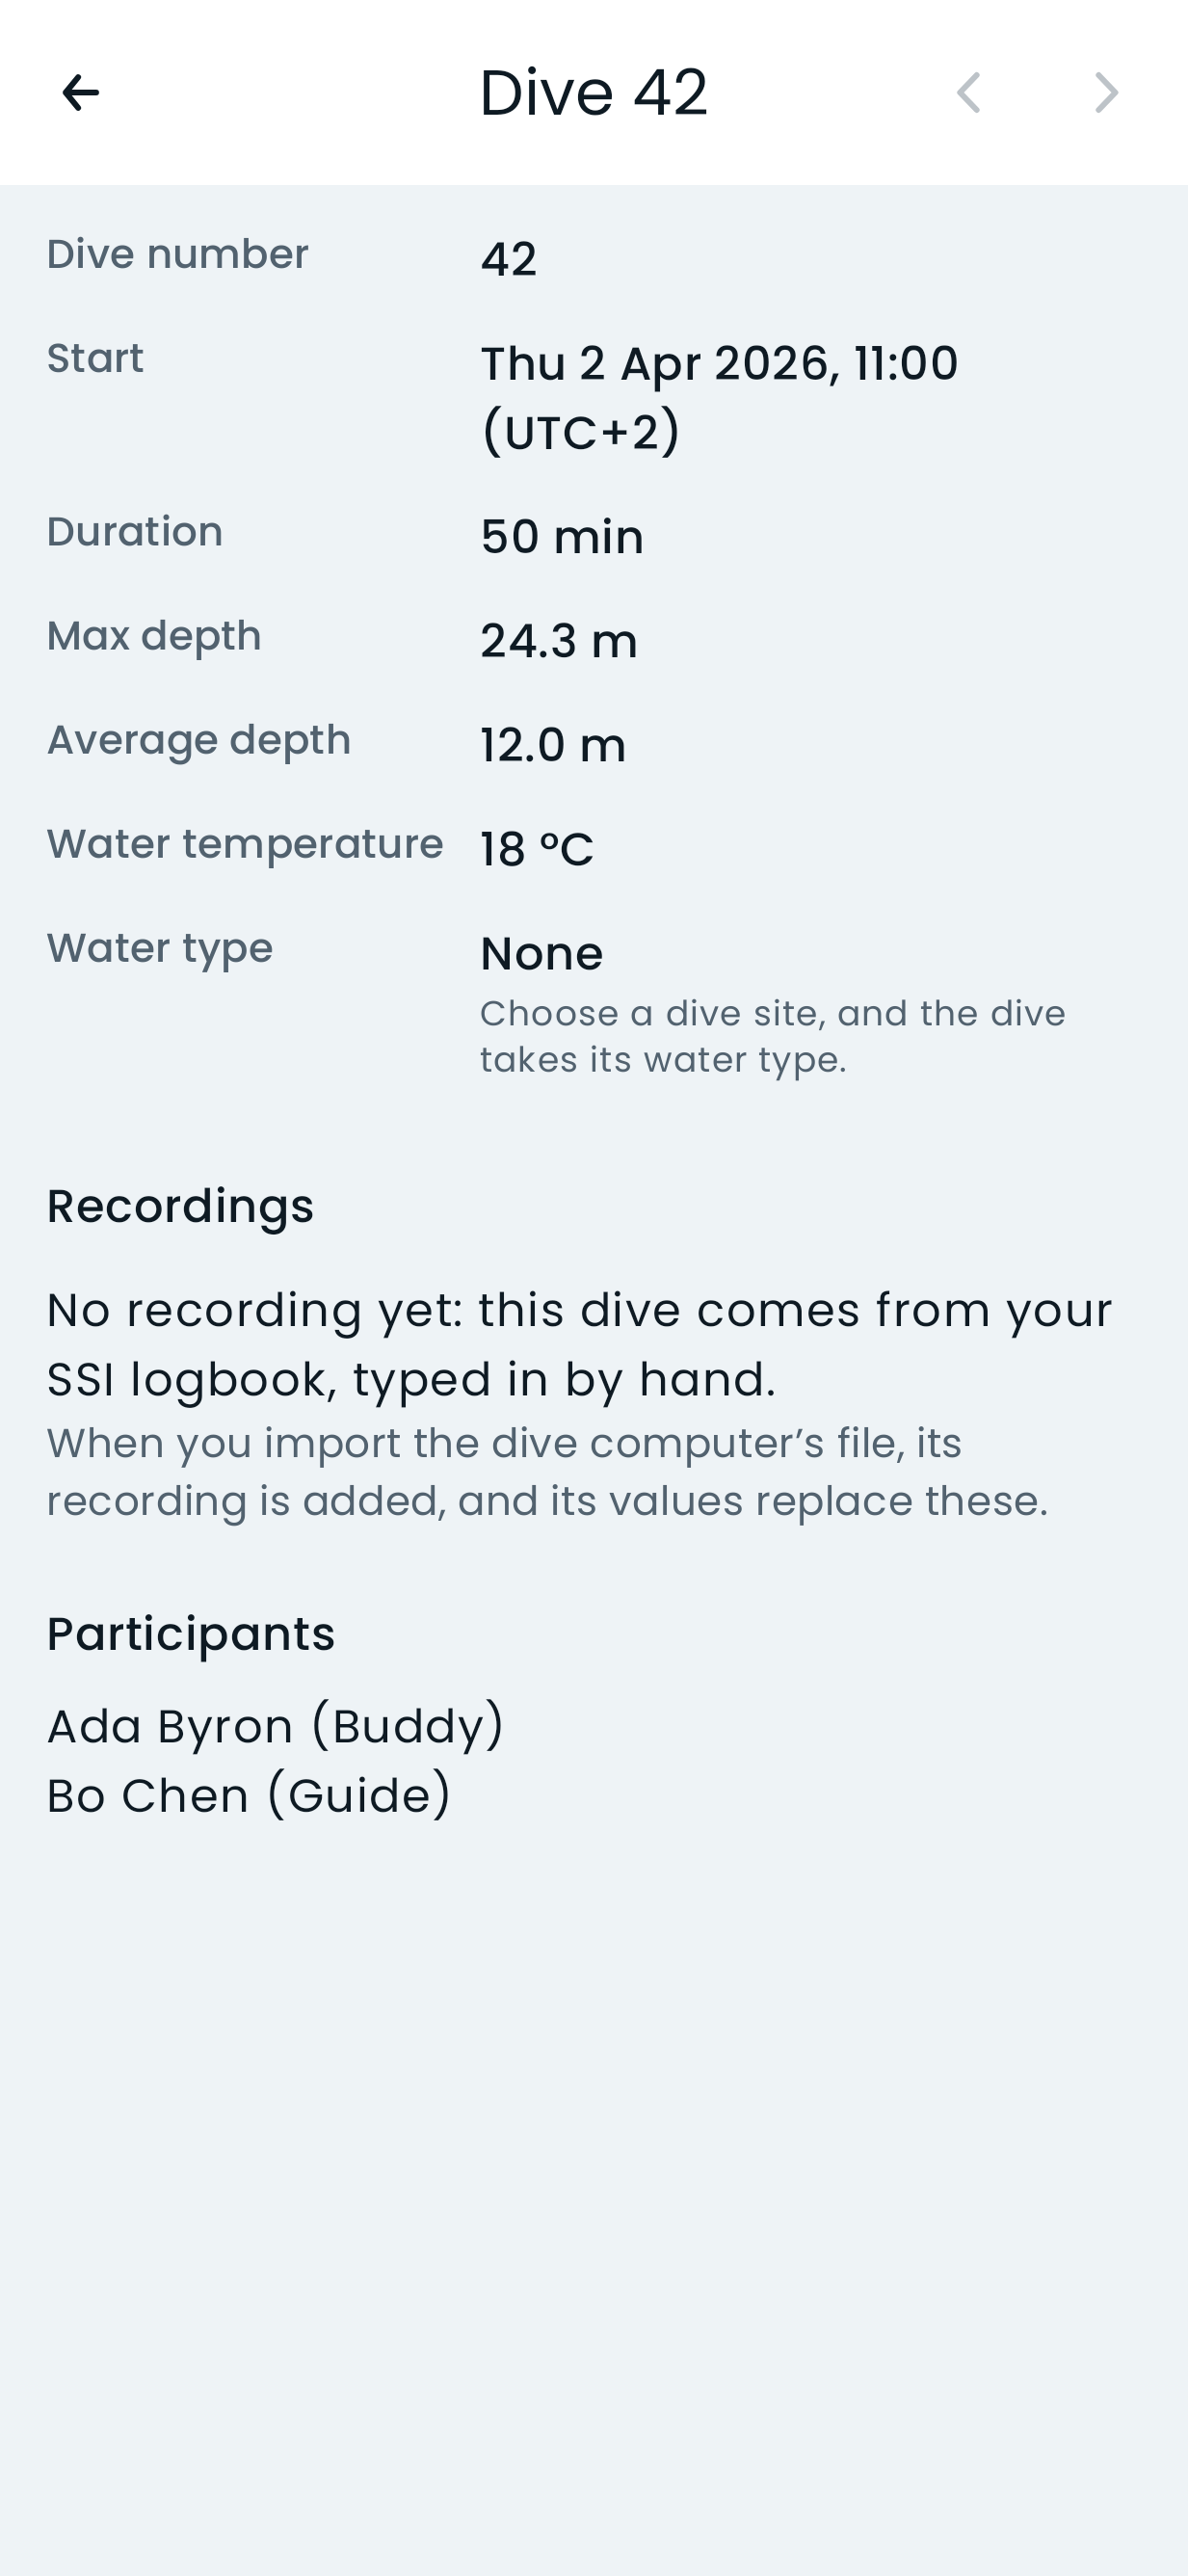 Dive 42
Dive number 42
Start Thu 2 Apr 2026, 11:00
(UTC+2)
Duration 50 min
Max depth 24.3 m
Average depth 12.0 m
Water temperature 18 °C
Water type None
Choose a dive site, and the dive
takes its water type.
Recordings
No recording yet: this dive comes from your
SSI logbook, typed in by hand.
When you import the dive computer’s file, its
recording is added, and its values replace these.
Participants
Ada Byron (Buddy)
Bo Chen (Guide)